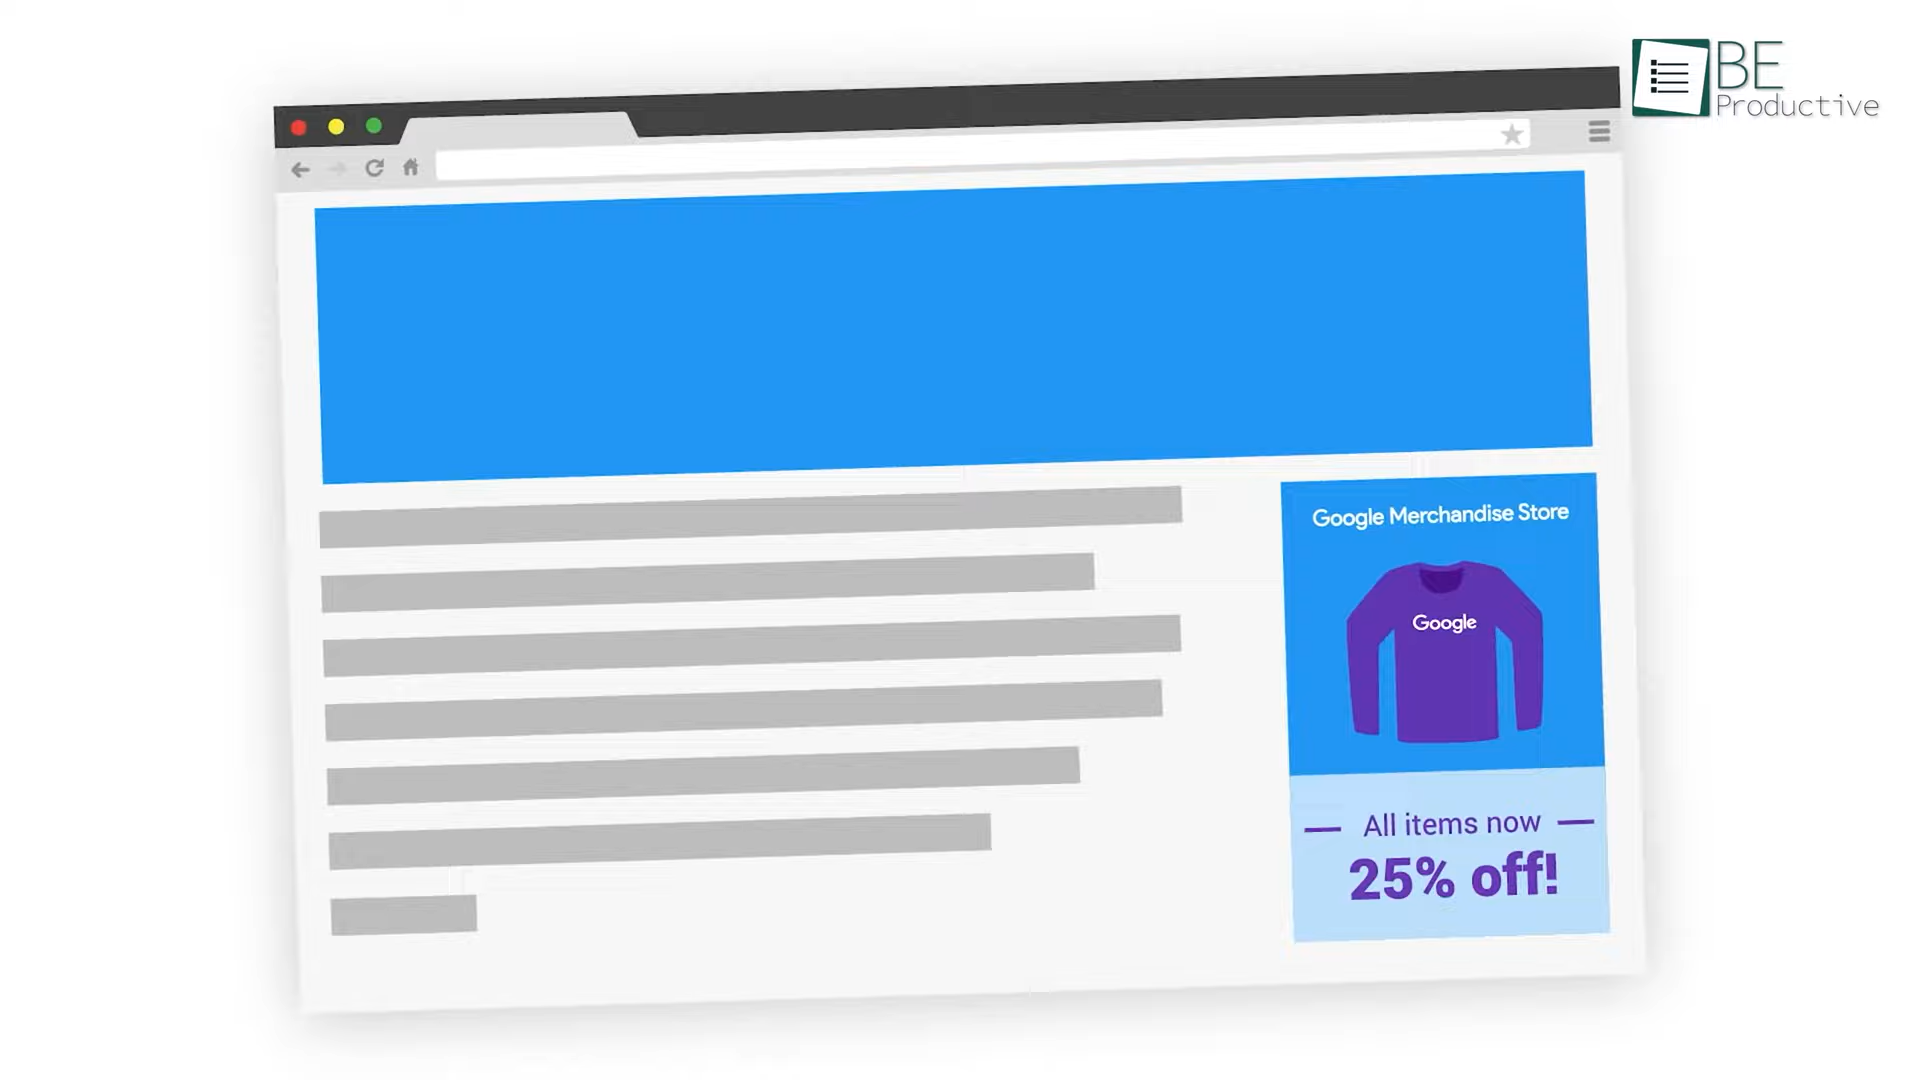 BE
Productive
Google Merchandise Store
Google
All items now
25% off!